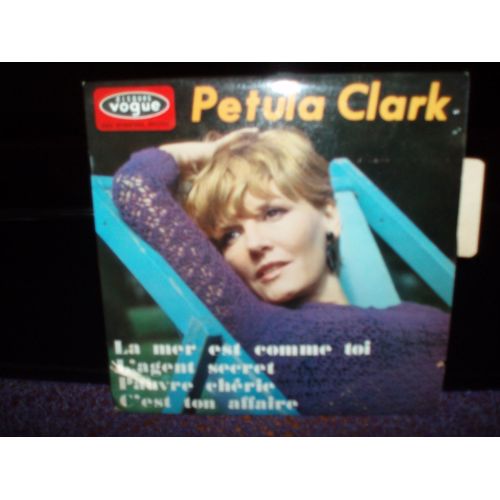 DISQUES
vogue
Petula Clark
La mer est comme toi
L'agent secret
Pauvre chérie
C'est ton affaire